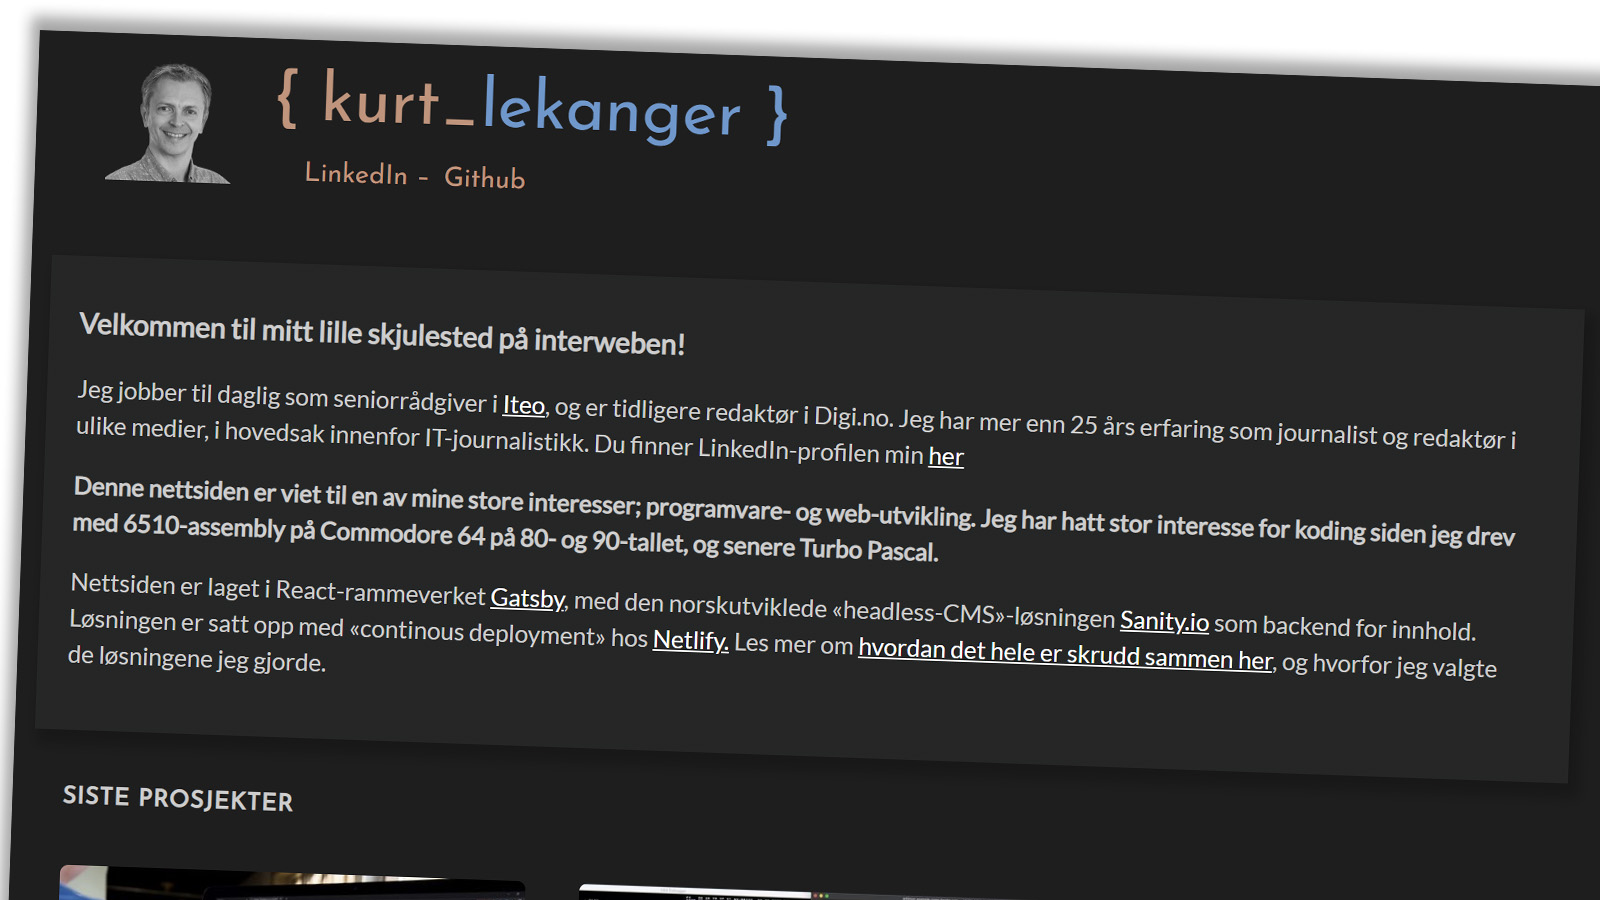 { kurt_lekanger }
LinkedIn – Github
Velkommen til mitt lille skjulested på interweben!
Jeg jobber til daglig som seniorrådgiver i Iteo, og er tidligere redaktør i Digi.no. Jeg har mer enn 25 års erfaring som journalist og redaktør i
ulike medier, i hovedsak innenfor IT-journalistikk. Du finner LinkedIn-profilen min her
Denne nettsiden er viet til en av mine store interesser; programvare- og web-utvikling. Jeg har hatt stor interesse for koding siden jeg drev
med 6510-assembly på Commodore 64 på 80- og 90-tallet, og senere Turbo Pascal.
Nettsiden er laget i React-rammeverket Gatsby, med den norskutviklede «headless-CMS»-løsningen Sanity.io som backend for innhold.
Løsningen er satt opp med «continous deployment» hos Netlify. Les mer om hvordan det hele er skrudd sammen her, og hvorfor jeg valgte
de løsningene jeg gjorde.
SISTE PROSJEKTER